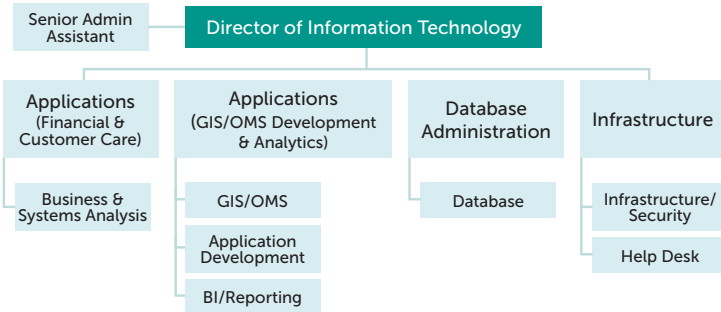 Senior Admin
Assistant
Director of Information Technology
Applications
(Financial &
Customer Care)
Applications
(GIS/OMS Development
& Analytics)
Database
Administration
Infrastructure
Business &
Systems Analysis
GIS/OMS
Application
Development
BI/Reporting
Database
Infrastructure/
Security
Help Desk